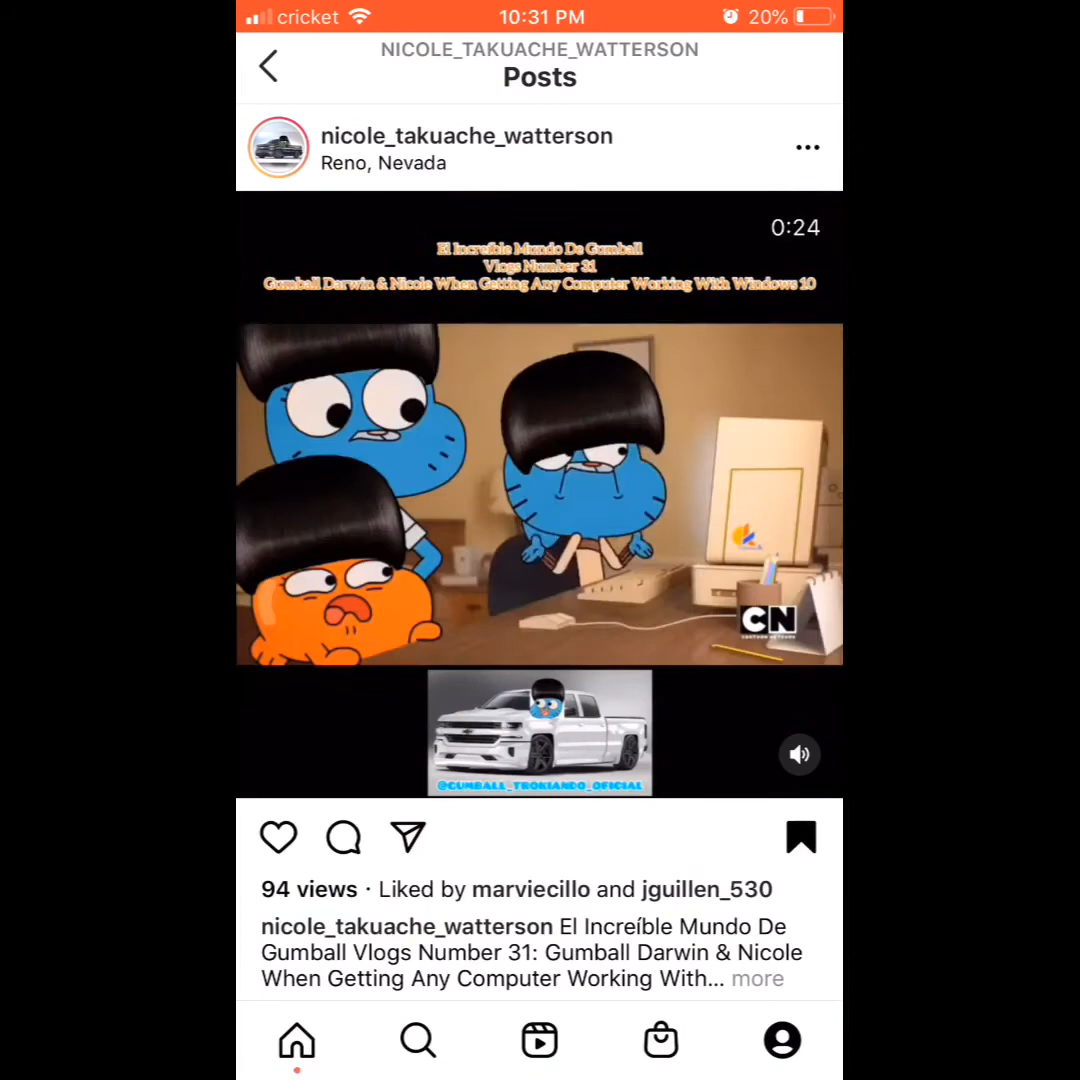 cricket 10:31 PM 20%
NICOLE_TAKUACHE_WATTERSON
Posts
nicole_takuache_watterson
Reno, Nevada
0:24
El Increíble Mundo De Gumball
Vlogs Number 31
Gumball Darwin & Nicole When Getting Any Computer Working With Windows 10
CN
CARTOON NETWORK
@GUMBALL_TROKIANDO_OFICIAL
94 views · Liked by marviecillo and jguillen_530
nicole_takuache_watterson El Increíble Mundo De
Gumball Vlogs Number 31: Gumball Darwin & Nicole
When Getting Any Computer Working With... more